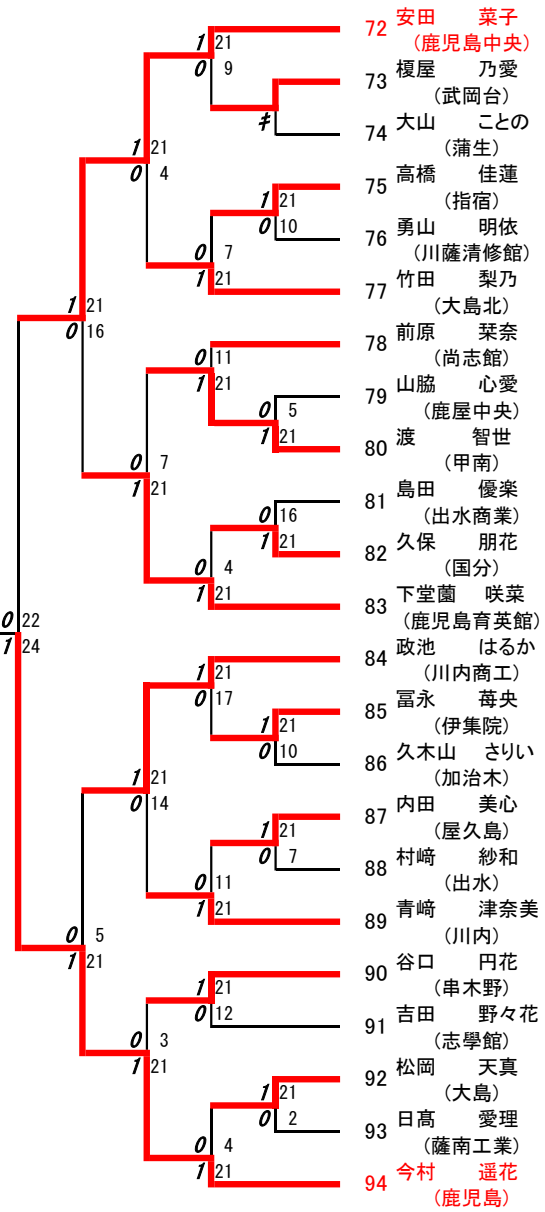 72 安田 菜子
(鹿児島中央)
73 榎屋 乃愛
(武岡台)
74 大山 ことの
(蒲生)
75 高橋 佳蓮
(指宿)
76 勇山 明依
(川薩清修館)
77 竹田 梨乃
(大島北)
78 前原 栞奈
(尚志館)
79 山脇 心愛
(鹿屋中央)
80 渡 智世
(甲南)
81 島田 優楽
(出水商業)
82 久保 朋花
(国分)
83 下堂薗 咲菜
(鹿児島育英館)
84 政池 はるか
(川内商工)
85 冨永 苺央
(伊集院)
86 久木山 さりい
(加治木)
87 内田 美心
(屋久島)
88 村﨑 紗和
(出水)
89 青﨑 津奈美
(川内)
90 谷口 円花
(串木野)
91 吉田 野々花
(志學館)
92 松岡 天真
(大島)
93 日髙 愛理
(薩南工業)
94 今村 遥花
(鹿児島)
1 21
0 9
キ
1 21
0 4
1 21
0 10
0 7
1 21
1 21
0 16
0 11
1 21
0 5
1 21
0 7
1 21
0 16
1 21
0 4
1 21
0 22
1 24
1 21
0 17
1 21
0 10
1 21
0 14
1 21
0 7
0 11
1 21
0 5
1 21
1 21
0 12
0 3
1 21
1 21
0 2
0 4
1 21